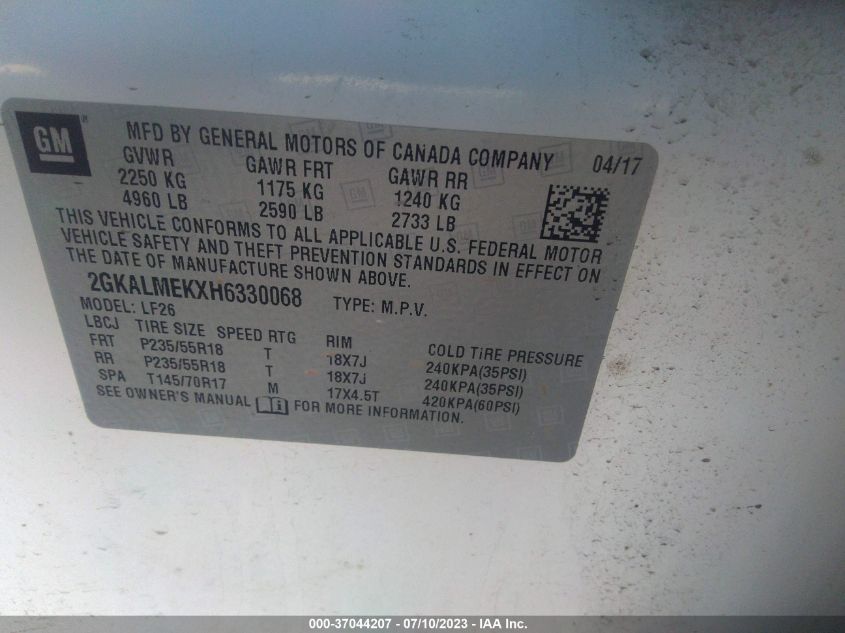 GM
MFD BY GENERAL MOTORS OF CANADA COMPANY 04/17
GVWR GAWR FRT GAWR RR
2250 KG 1175 KG 1240 KG
4960 LB 2590 LB 2733 LB
THIS VEHICLE CONFORMS TO ALL APPLICABLE U.S. FEDERAL MOTOR
VEHICLE SAFETY AND THEFT PREVENTION STANDARDS IN EFFECT ON
THE DATE OF MANUFACTURE SHOWN ABOVE.
2GKALMEKXH6330068 TYPE: M.P.V.
MODEL: LF26
LBCJ TIRE SIZE SPEED RTG RIM COLD TIRE PRESSURE
FRT P235/55R18 T 18X7J 240KPA(35PSI)
RR P235/55R18 T 18X7J 240KPA(35PSI)
SPA T145/70R17 M 17X4.5T 420KPA(60PSI)
SEE OWNER'S MANUAL FOR MORE INFORMATION.
000-37044207 - 07/10/2023 - IAA Inc.